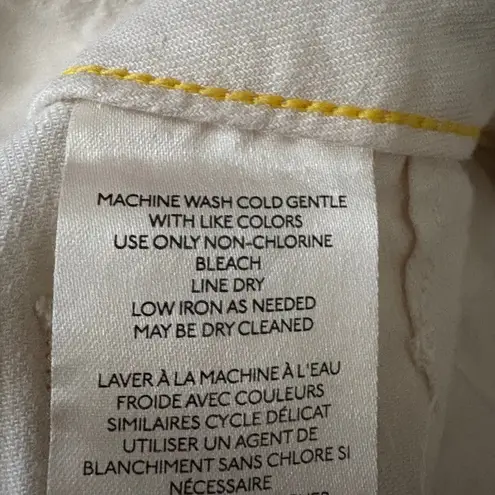 MACHINE WASH COLD GENTLE
WITH LIKE COLORS
USE ONLY NON-CHLORINE
BLEACH
LINE DRY
LOW IRON AS NEEDED
MAY BE DRY CLEANED
LAVER À LA MACHINE À L'EAU
FROIDE AVEC COULEURS
SIMILAIRES CYCLE DÉLICAT
UTILISER UN AGENT DE
BLANCHIMENT SANS CHLORE SI
NÉCESSAIRE